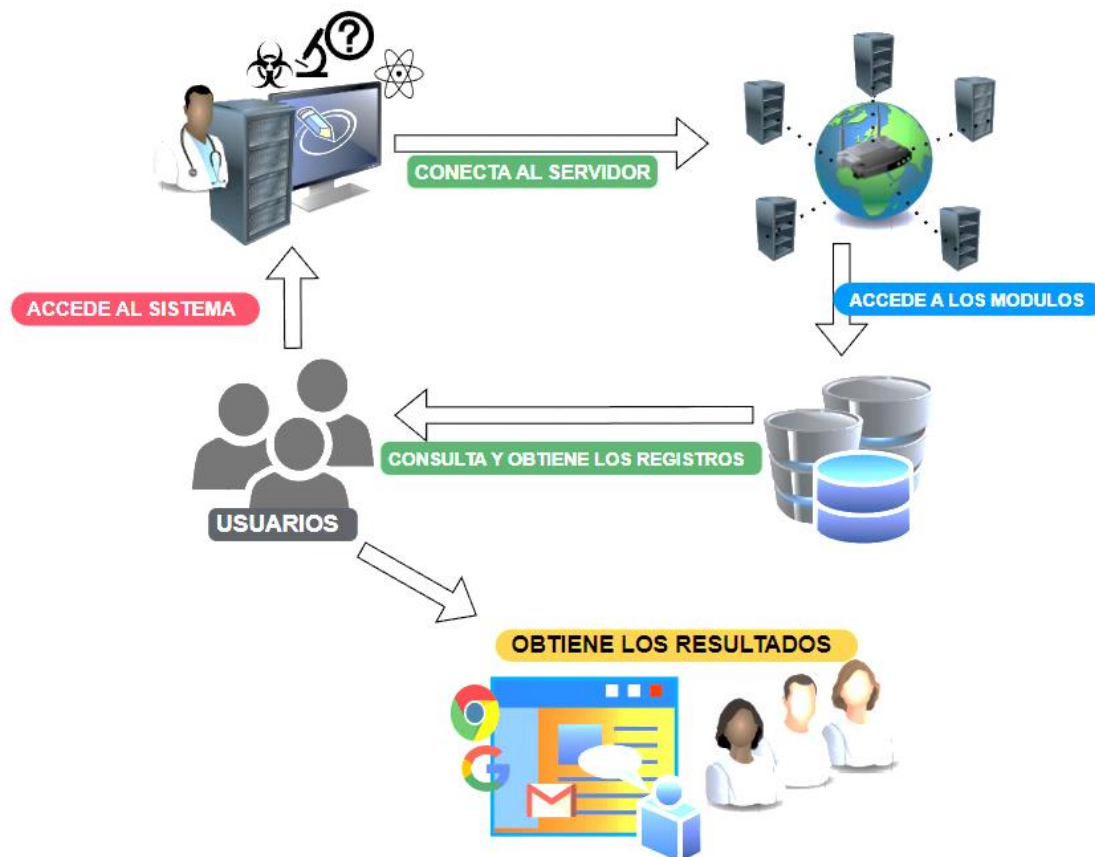 CONECTA AL SERVIDOR
ACCEDE AL SISTEMA
ACCEDE A LOS MODULOS
CONSULTA Y OBTIENE LOS REGISTROS
USUARIOS
OBTIENE LOS RESULTADOS